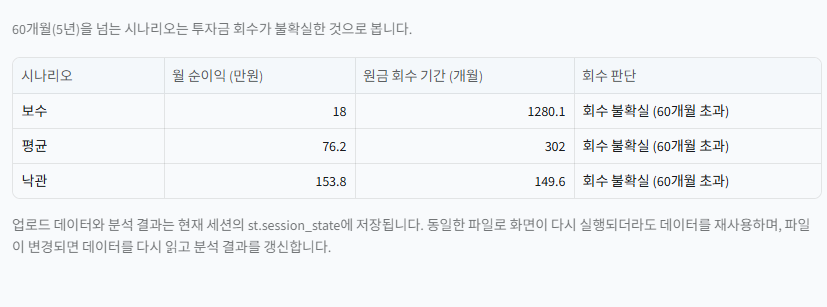 60개월(5년)을 넘는 시나리오는 투자금 회수가 불확실한 것으로 봅니다.
시나리오 월 순이익 (만원) 원금 회수 기간 (개월) 회수 판단
보수 18 1280.1 회수 불확실 (60개월 초과)
평균 76.2 302 회수 불확실 (60개월 초과)
낙관 153.8 149.6 회수 불확실 (60개월 초과)
업로드 데이터와 분석 결과는 현재 세션의 st.session_state에 저장됩니다. 동일한 파일로 화면이 다시 실행되더라도 데이터를 재사용하며, 파일
이 변경되면 데이터를 다시 읽고 분석 결과를 갱신합니다.